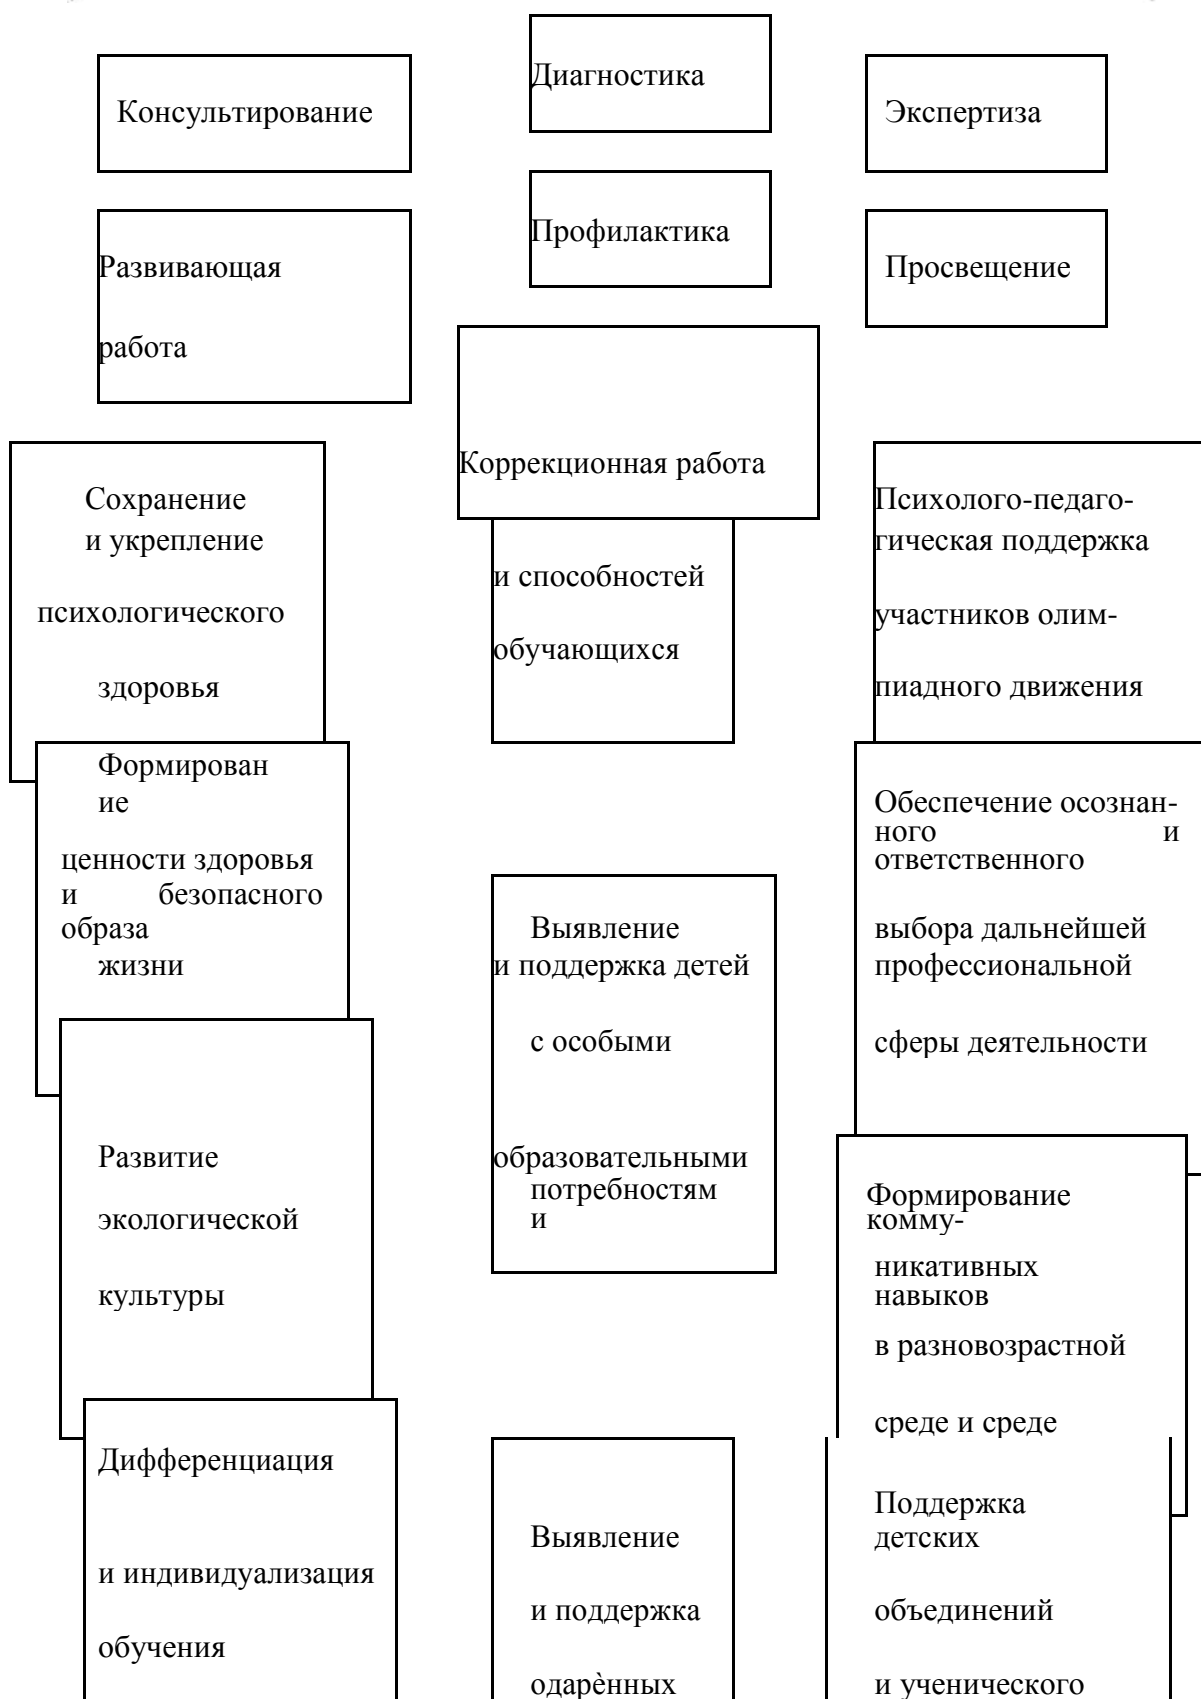 Консультирование
Диагностика
Экспертиза
Развивающая
работа
Профилактика
Просвещение
Коррекционная работа
Сохранение
и укрепление
психологического
здоровья
и способностей
обучающихся
Психолого-педаго-
гическая поддержка
участников олим-
пиадного движения
Формирован
ие
ценности здоровья
и безопасного
образа
жизни
Выявление
и поддержка детей
с особыми
образовательными
потребностям
и
Обеспечение осознан-
ного и
ответственного
выбора дальнейшей
профессиональной
сферы деятельности
Развитие
экологической
культуры
Формирование
комму-
никативных
навыков
в разновозрастной
среде и среде
Дифференциация
и индивидуализация
обучения
Выявление
и поддержка
одарѐнных
Поддержка
детских
объединений
и ученического